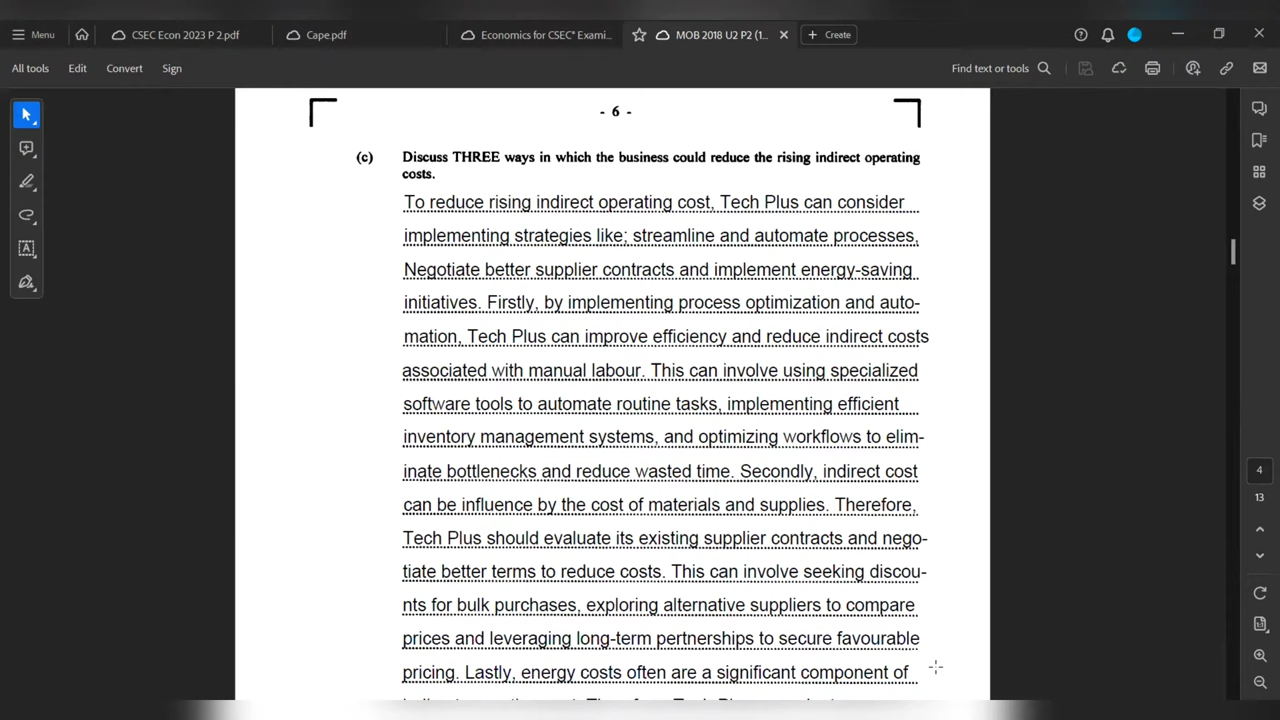 Menu
CSEC Econ 2023 P 2.pdf
Cape.pdf
Economics for CSEC® Exami...
MOB 2018 U2 P2 (1...
Create
All tools Edit Convert Sign
Find text or tools
- 6 -
(c) Discuss THREE ways in which the business could reduce the rising indirect operating
costs.
To reduce rising indirect operating cost, Tech Plus can consider
implementing strategies like; streamline and automate processes,
Negotiate better supplier contracts and implement energy-saving
initiatives. Firstly, by implementing process optimization and auto-
mation, Tech Plus can improve efficiency and reduce indirect costs
associated with manual labour. This can involve using specialized
software tools to automate routine tasks, implementing efficient
inventory management systems, and optimizing workflows to elim-
inate bottlenecks and reduce wasted time. Secondly, indirect cost
can be influence by the cost of materials and supplies. Therefore,
Tech Plus should evaluate its existing supplier contracts and nego-
tiate better terms to reduce costs. This can involve seeking discou-
nts for bulk purchases, exploring alternative suppliers to compare
prices and leveraging long-term pertnerships to secure favourable
pricing. Lastly, energy costs often are a significant component of
4
13